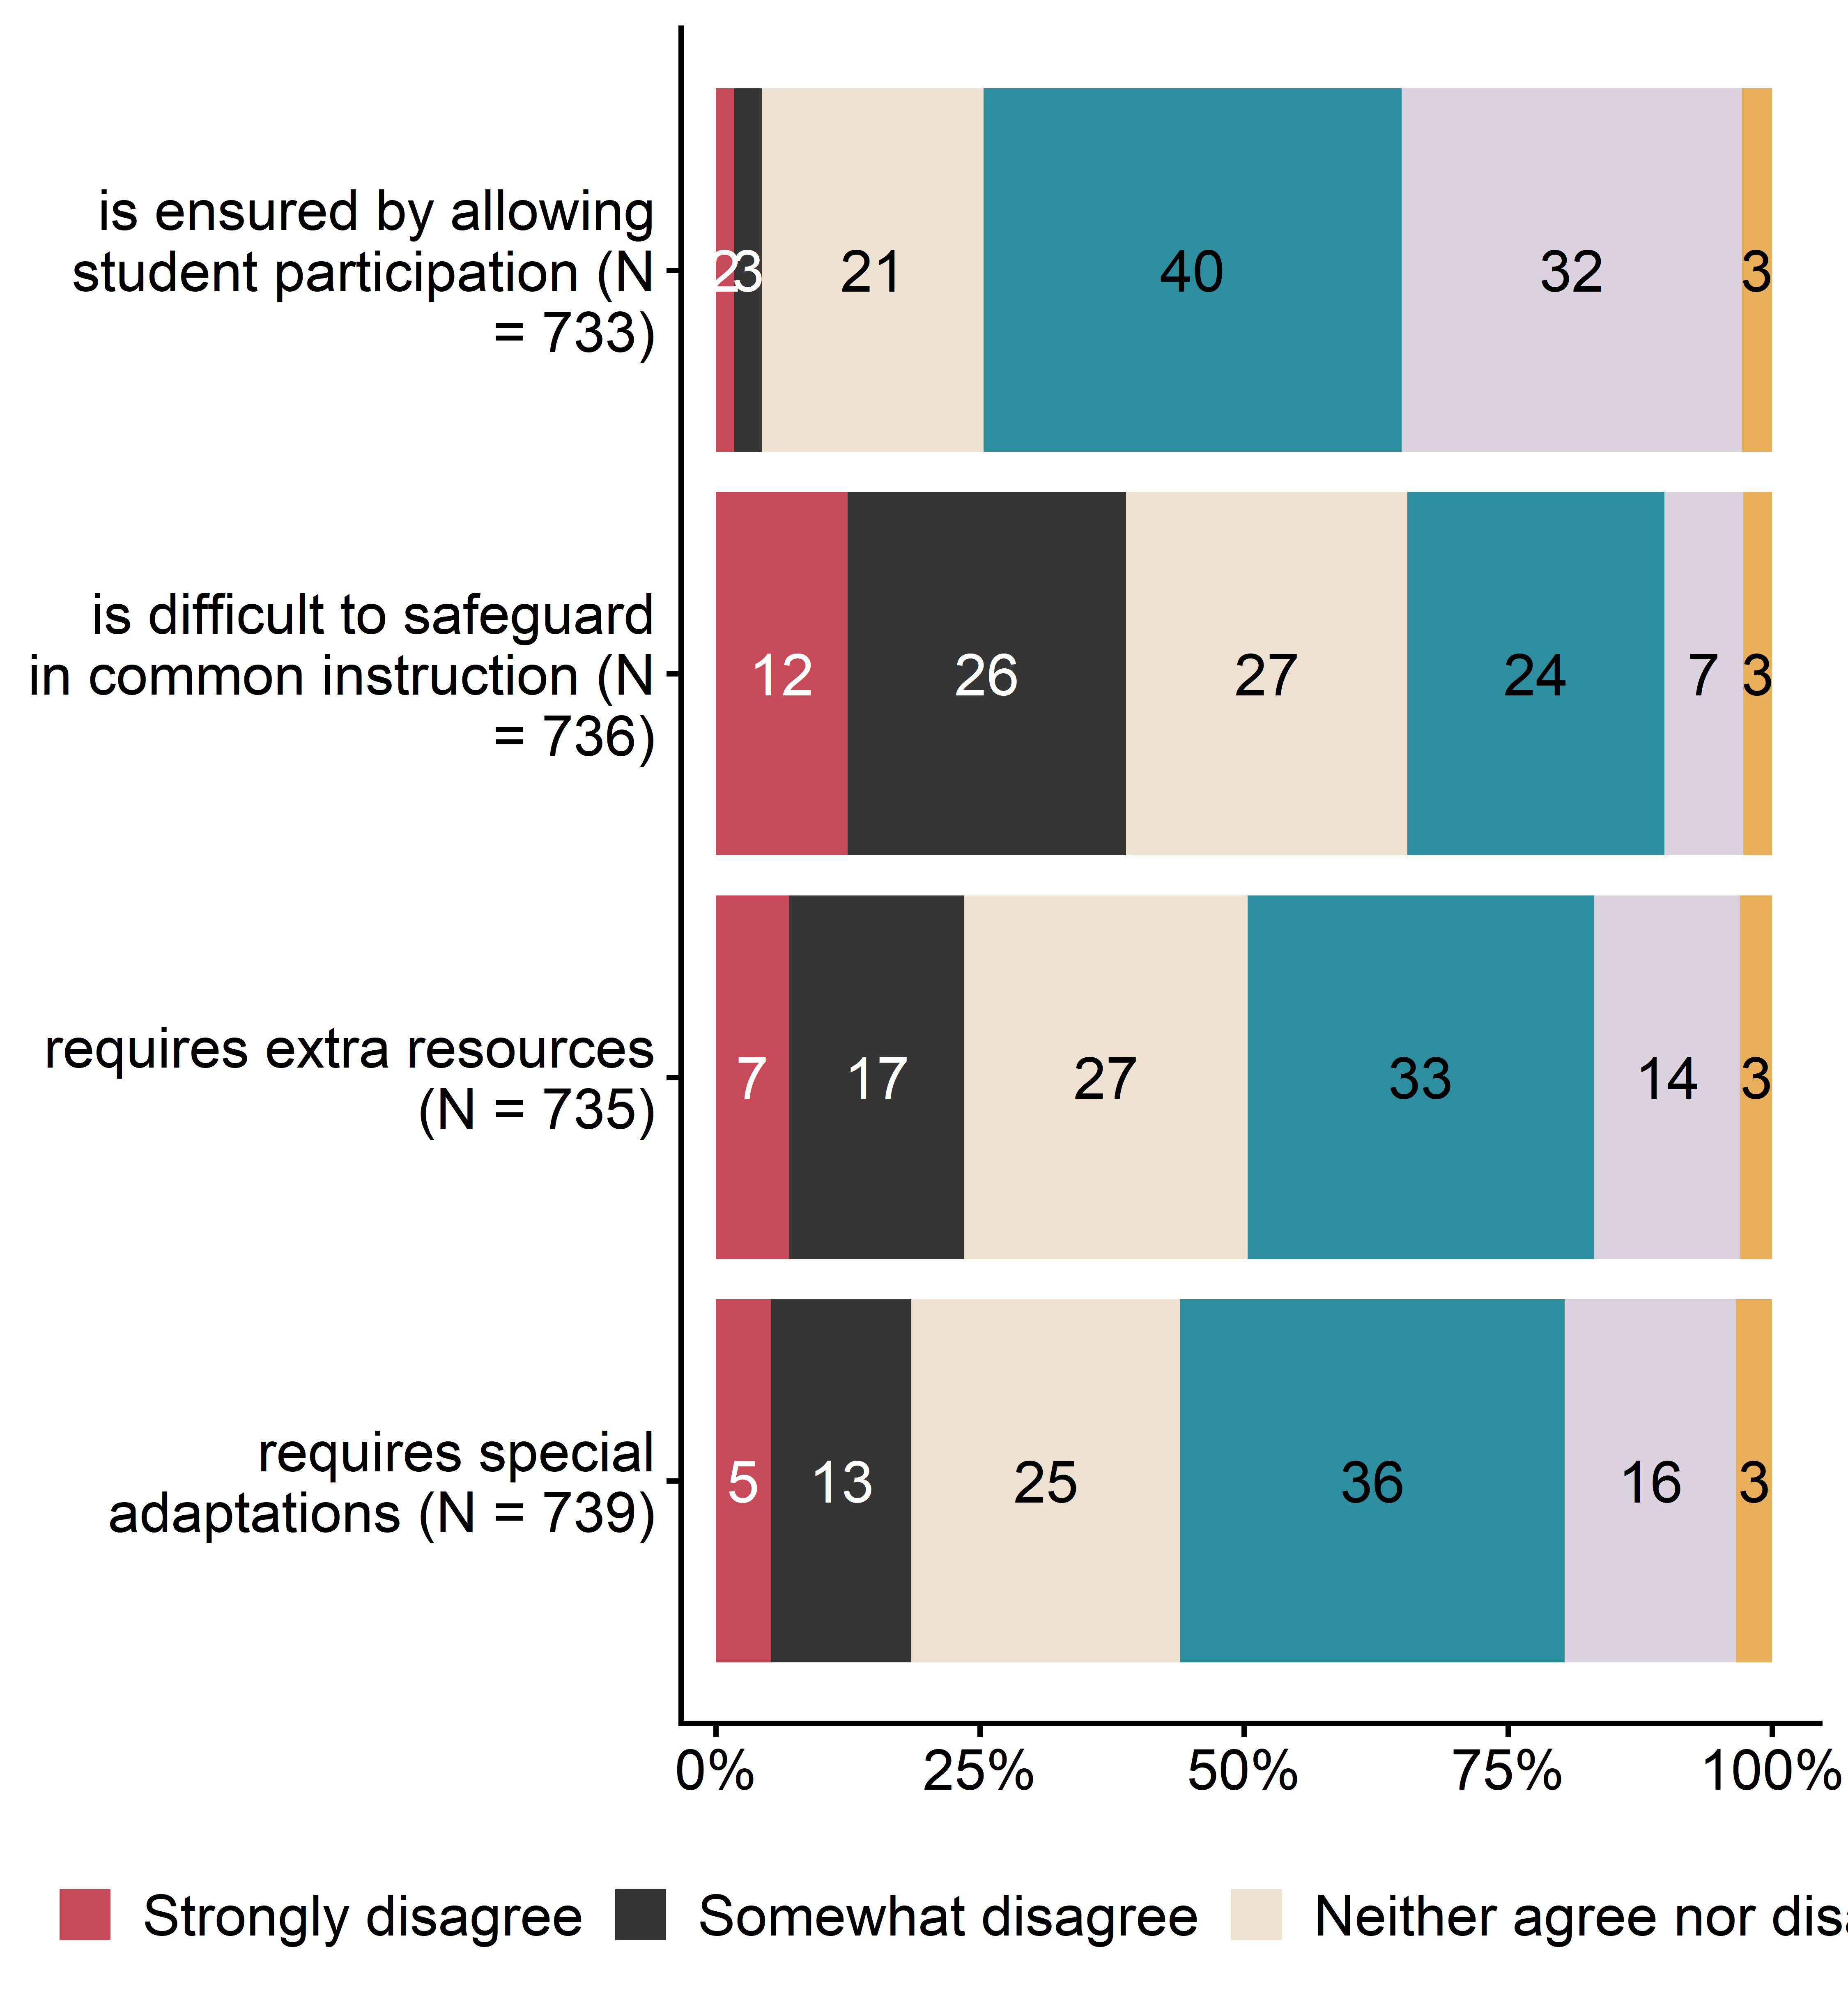 is ensured by allowing
student participation (N
= 733)
2 3 21 40 32 3
is difficult to safeguard
in common instruction (N
= 736)
12 26 27 24 7 3
requires extra resources
(N = 735)
7 17 27 33 14 3
requires special
adaptations (N = 739)
5 13 25 36 16 3
0% 25% 50% 75% 100%
Strongly disagree Somewhat disagree Neither agree nor disa